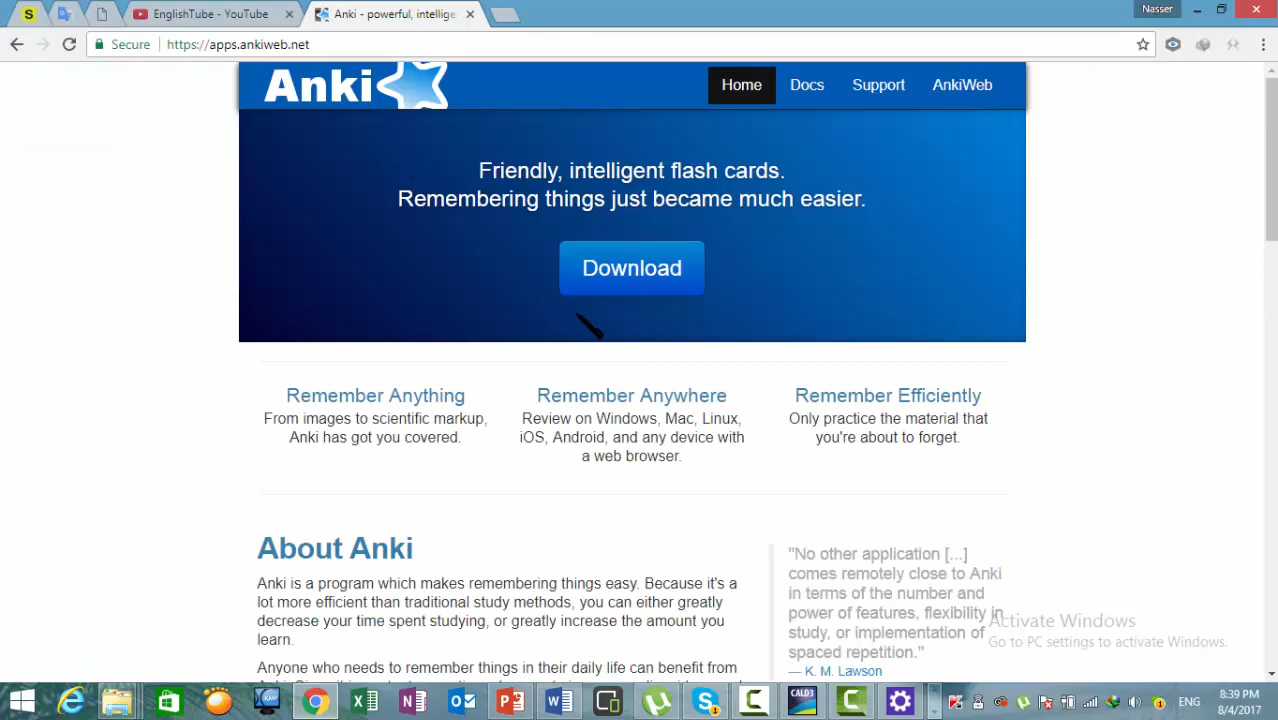 S
EnglishTube - YouTube
Anki - powerful, intellige
Nasser
Secure
https://apps.ankiweb.net
Anki
Home
Docs
Support
AnkiWeb
Friendly, intelligent flash cards.
Remembering things just became much easier.
Download
Remember Anything
From images to scientific markup,
Anki has got you covered.
Remember Anywhere
Review on Windows, Mac, Linux,
iOS, Android, and any device with
a web browser.
Remember Efficiently
Only practice the material that
you're about to forget.
About Anki
Anki is a program which makes remembering things easy. Because it's a
lot more efficient than traditional study methods, you can either greatly
decrease your time spent studying, or greatly increase the amount you
learn.
Anyone who needs to remember things in their daily life can benefit from
"No other application [...]
comes remotely close to Anki
in terms of the number and
power of features, flexibility in
study, or implementation of
spaced repetition."
— K. M. Lawson
Activate Windows
Go to PC settings to activate Windows.
CALD3
ENG
8:39 PM
8/4/2017